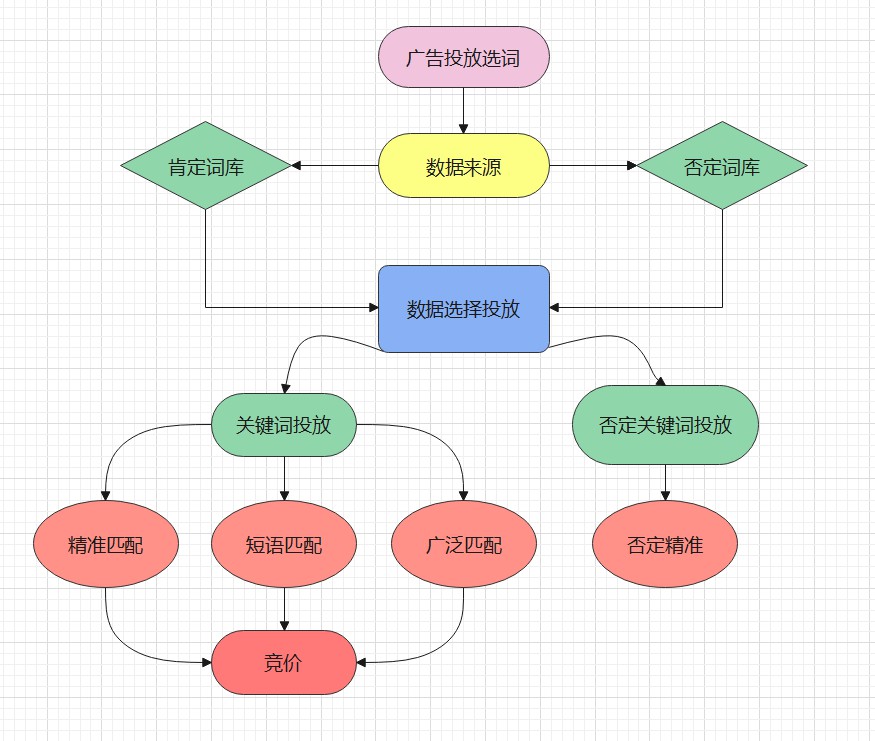 广告投放选词
肯定词库
数据来源
否定词库
数据选择投放
关键词投放
否定关键词投放
精准匹配
短语匹配
广泛匹配
否定精准
竞价